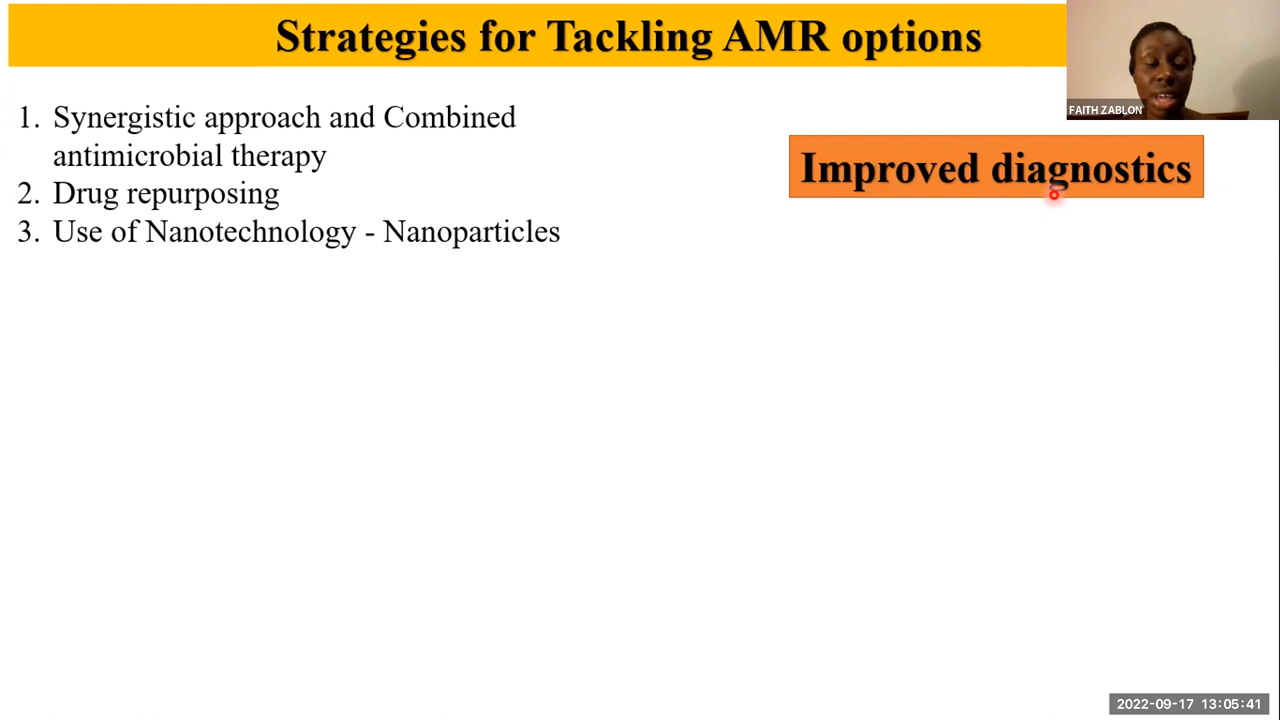 Strategies for Tackling AMR options
FAITH ZABLON
1. Synergistic approach and Combined
antimicrobial therapy
2. Drug repurposing
3. Use of Nanotechnology - Nanoparticles
Improved diagnostics
2022-09-17 13:05:41